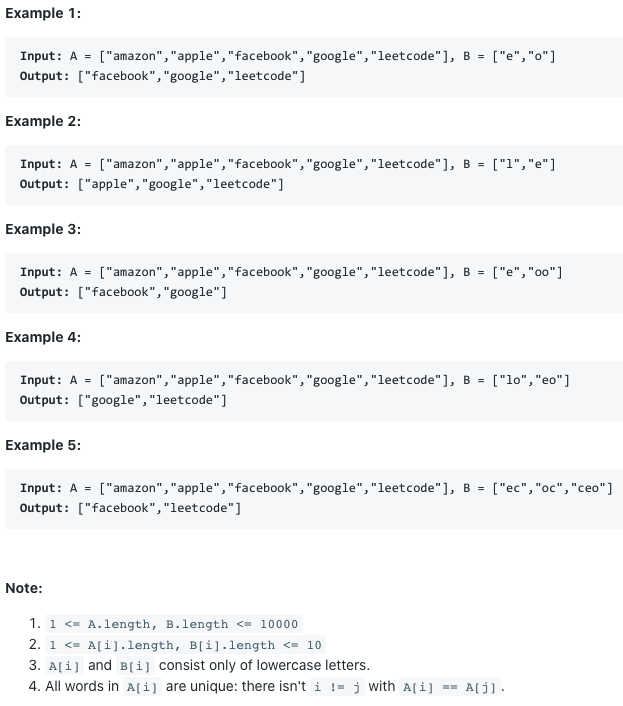 Example 1:
Input: A = ["amazon","apple","facebook","google","leetcode"], B = ["e","o"]
Output: ["facebook","google","leetcode"]
Example 2:
Input: A = ["amazon","apple","facebook","google","leetcode"], B = ["l","e"]
Output: ["apple","google","leetcode"]
Example 3:
Input: A = ["amazon","apple","facebook","google","leetcode"], B = ["e","oo"]
Output: ["facebook","google"]
Example 4:
Input: A = ["amazon","apple","facebook","google","leetcode"], B = ["lo","eo"]
Output: ["google","leetcode"]
Example 5:
Input: A = ["amazon","apple","facebook","google","leetcode"], B = ["ec","oc","ceo"]
Output: ["facebook","leetcode"]
Note:
1. 1 <= A.length, B.length <= 10000
2. 1 <= A[i].length, B[i].length <= 10
3. A[i] and B[i] consist only of lowercase letters.
4. All words in A[i] are unique: there isn't i != j with A[i] == A[j].